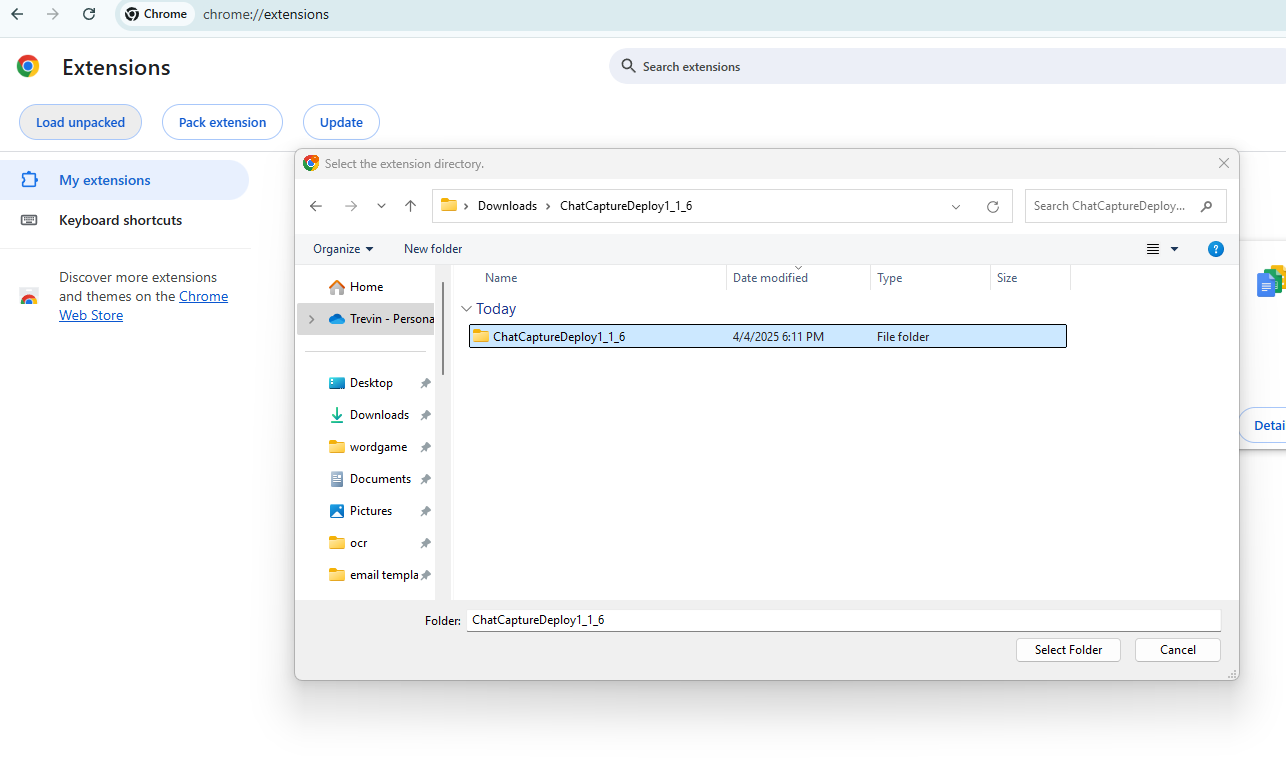 Chrome chrome://extensions
Extensions
Search extensions
Load unpacked Pack extension Update
My extensions
Keyboard shortcuts
Discover more extensions
and themes on the Chrome
Web Store
Select the extension directory.
Downloads ChatCaptureDeploy1_1_6
Search ChatCaptureDeploy...
Organize New folder
Name Date modified Type Size
Home
Trevin - Persona
Today
ChatCaptureDeploy1_1_6 4/4/2025 6:11 PM File folder
Desktop
Downloads
wordgame
Documents
Pictures
ocr
email templa
Detai
Folder: ChatCaptureDeploy1_1_6
Select Folder Cancel